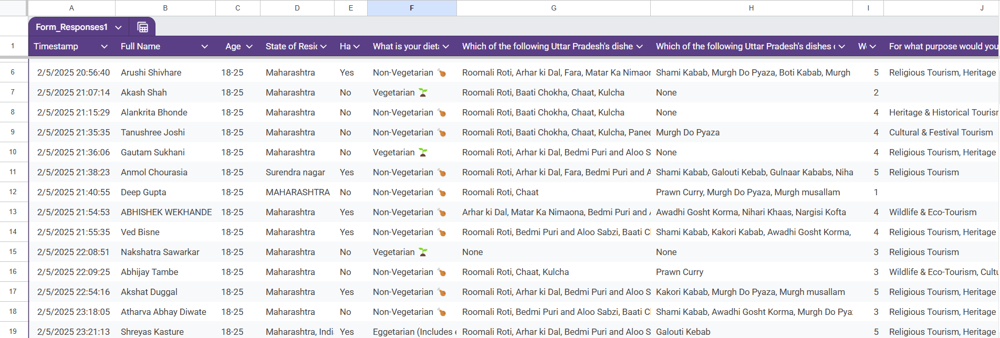 A B C D E F G H I J
Form_Responses1
1 Timestamp Full Name Age State of Resid Ha What is your dieta Which of the following Uttar Pradesh's dishe Which of the following Uttar Pradesh's dishes For what purpose would you
6 2/5/2025 20:56:40 Arushi Shivhare 18-25 Maharashtra Yes Non-Vegetarian 🍗 Roomali Roti, Arhar ki Dal, Fara, Matar Ka Nimaon Shami Kabab, Murgh Do Pyaza, Boti Kabab, Murgh 5 Religious Tourism, Heritage
7 2/5/2025 21:07:14 Akash Shah 18-25 Maharashtra No Vegetarian 🌱 Roomali Roti, Baati Chokha, Chaat, Kulcha None 2
8 2/5/2025 21:15:29 Alankrita Bhonde 18-25 Maharashtra No Non-Vegetarian 🍗 Roomali Roti, Baati Chokha, Chaat, Kulcha None 4 Heritage & Historical Tourism
9 2/5/2025 21:35:35 Tanushree Joshi 18-25 Maharashtra No Non-Vegetarian 🍗 Roomali Roti, Baati Chokha, Chaat, Kulcha, Panee Murgh Do Pyaza 4 Cultural & Festival Tourism
10 2/5/2025 21:36:06 Gautam Sukhani 18-25 Maharashtra No Vegetarian 🌱 Roomali Roti, Arhar ki Dal, Bedmi Puri and Aloo S None 4 Religious Tourism, Heritage
11 2/5/2025 21:38:23 Anmol Chourasia 18-25 Surendra nagar Yes Non-Vegetarian 🍗 Roomali Roti, Arhar ki Dal, Fara, Bedmi Puri and A Shami Kabab, Galouti Kebab, Gulnaar Kababs, Niha 5 Religious Tourism
12 2/5/2025 21:40:55 Deep Gupta 18-25 MAHARASHTRA No Non-Vegetarian 🍗 Roomali Roti, Chaat Prawn Curry, Murgh Do Pyaza, Murgh musallam 1
13 2/5/2025 21:54:53 ABHISHEK WEKHANDE 18-25 Maharashtra Yes Non-Vegetarian 🍗 Arhar ki Dal, Matar Ka Nimaona, Bedmi Puri and Awadhi Gosht Korma, Nihari Khaas, Nargisi Kofta 4 Wildlife & Eco-Tourism
14 2/5/2025 21:55:35 Ved Bisne 18-25 Maharashtra Yes Non-Vegetarian 🍗 Roomali Roti, Bedmi Puri and Aloo Sabzi, Baati Shami Kabab, Kakori Kabab, Awadhi Gosht Korma, 4 Religious Tourism, Heritage
15 2/5/2025 22:08:51 Nakshatra Sawarkar 18-25 Maharashtra No Vegetarian 🌱 None None 3 Religious Tourism
16 2/5/2025 22:09:25 Abhijay Tambe 18-25 Maharashtra No Non-Vegetarian 🍗 Roomali Roti, Chaat, Kulcha Prawn Curry 3 Wildlife & Eco-Tourism, Cultu
17 2/5/2025 22:54:16 Akshat Duggal 18-25 Maharashtra Yes Non-Vegetarian 🍗 Roomali Roti, Arhar ki Dal, Bedmi Puri and Aloo S Kakori Kabab, Murgh Do Pyaza, Murgh musallam 5 Religious Tourism, Heritage
18 2/5/2025 23:18:05 Atharva Abhay Diwate 18-25 Maharashtra No Non-Vegetarian 🍗 Roomali Roti, Bedmi Puri and Aloo Sabzi, Baati Shami Kabab, Awadhi Gosht Korma, Murgh Do Pya 3 Religious Tourism, Heritage
19 2/5/2025 23:21:13 Shreyas Kasture 18-25 Maharashtra, Indi Yes Eggetarian (Includes Roomali Roti, Arhar ki Dal, Bedmi Puri and Aloo S Galouti Kebab 5 Religious Tourism, Heritage